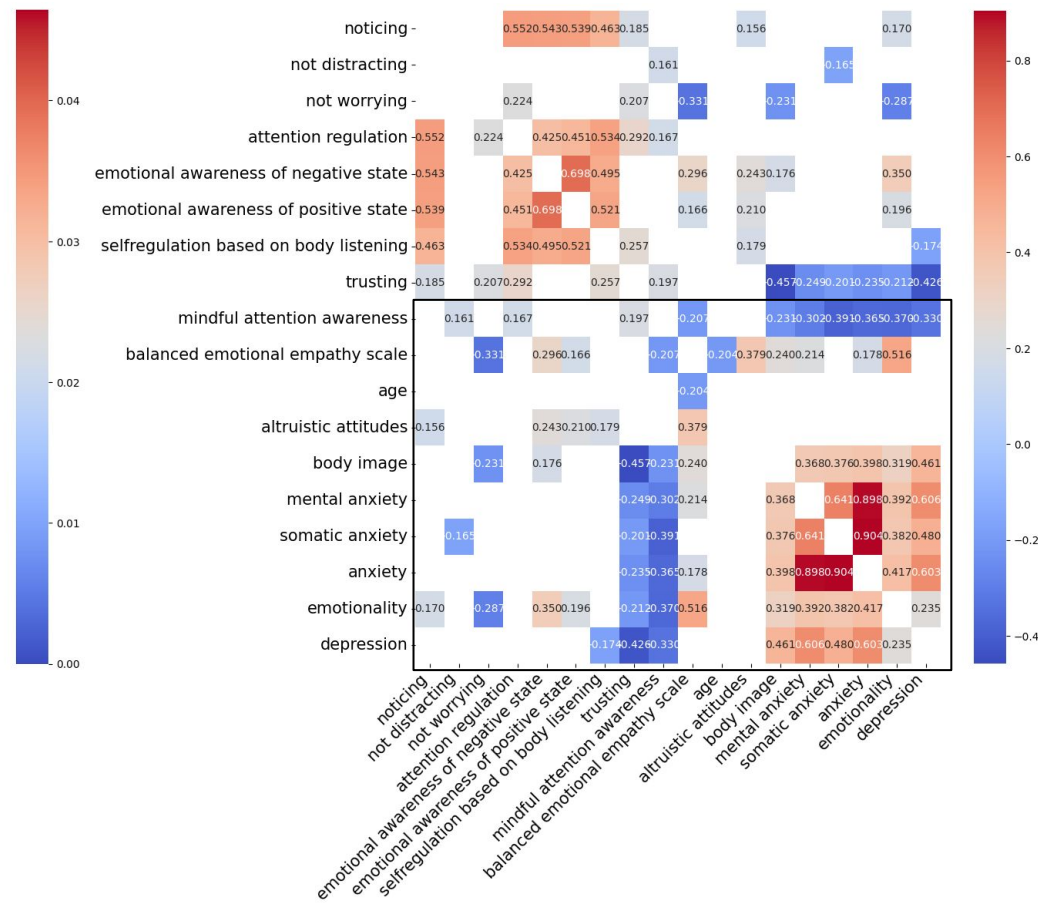 noticing 0.552 0.543 0.539 0.463 0.185 0.156 0.170
not distracting 0.161 -0.165
not worrying 0.224 0.207 -0.331 -0.231 -0.287
attention regulation 0.552 0.224 0.425 0.451 0.534 0.292 0.167
emotional awareness of negative state 0.543 0.425 0.698 0.495 0.296 0.243 0.176 0.350
emotional awareness of positive state 0.539 0.451 0.698 0.521 0.166 0.210 0.196
selfregulation based on body listening 0.463 0.534 0.495 0.521 0.257 0.179 -0.174
trusting 0.185 0.207 0.292 0.257 0.197 -0.457 -0.249 -0.201 -0.235 -0.212 -0.426
mindful attention awareness 0.161 0.167 0.197 -0.207 -0.231 -0.302 -0.391 -0.365 -0.370 -0.330
balanced emotional empathy scale -0.331 0.296 0.166 -0.207 -0.204 0.379 0.240 0.214 0.178 0.516
age -0.204
altruistic attitudes 0.156 0.243 0.210 0.179 0.379
body image -0.231 0.176 -0.457 -0.231 0.240 0.368 0.376 0.398 0.319 0.461
mental anxiety -0.249 -0.302 0.214 0.368 0.641 0.898 0.392 0.606
somatic anxiety -0.165 -0.201 -0.391 0.376 0.641 0.904 0.382 0.480
anxiety -0.235 -0.365 0.178 0.398 0.898 0.904 0.417 0.603
emotionality 0.170 -0.287 0.350 0.196 -0.212 -0.370 0.516 0.319 0.392 0.382 0.417 0.235
depression -0.174 -0.426 -0.330 0.461 0.606 0.480 0.603 0.235
noticing
not distracting
not worrying
attention regulation
emotional awareness of negative state
emotional awareness of positive state
selfregulation based on body listening
trusting
mindful attention awareness
balanced emotional empathy scale
age
altruistic attitudes
body image
mental anxiety
somatic anxiety
anxiety
emotionality
depression
0.04
0.03
0.02
0.01
0.00
0.8
0.6
0.4
0.2
0.0
−0.2
−0.4